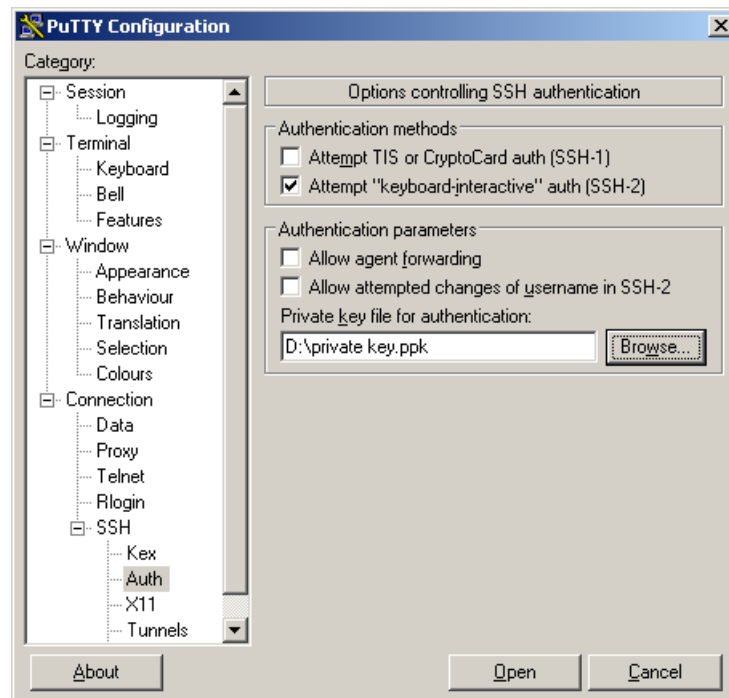 PuTTY Configuration
Category:
Session
Logging
Terminal
Keyboard
Bell
Features
Window
Appearance
Behaviour
Translation
Selection
Colours
Connection
Data
Proxy
Telnet
Rlogin
SSH
Kex
Auth
X11
Tunnels
Options controlling SSH authentication
Authentication methods
Attempt TIS or CryptoCard auth (SSH-1)
Attempt "keyboard-interactive" auth (SSH-2)
Authentication parameters
Allow agent forwarding
Allow attempted changes of username in SSH-2
Private key file for authentication:
D:\private key.ppk
Browse...
About
Open
Cancel